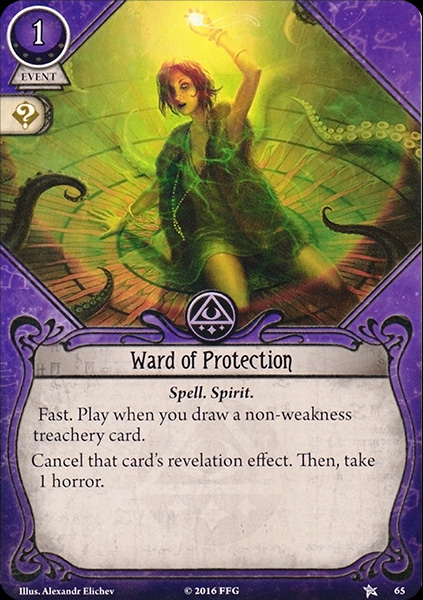 1
EVENT
?
Ward of Protection
Spell. Spirit.
Fast. Play when you draw a non-weakness
treachery card.
Cancel that card's revelation effect. Then, take
1 horror.
Illus. Alexandr Elichev © 2016 FFG 65